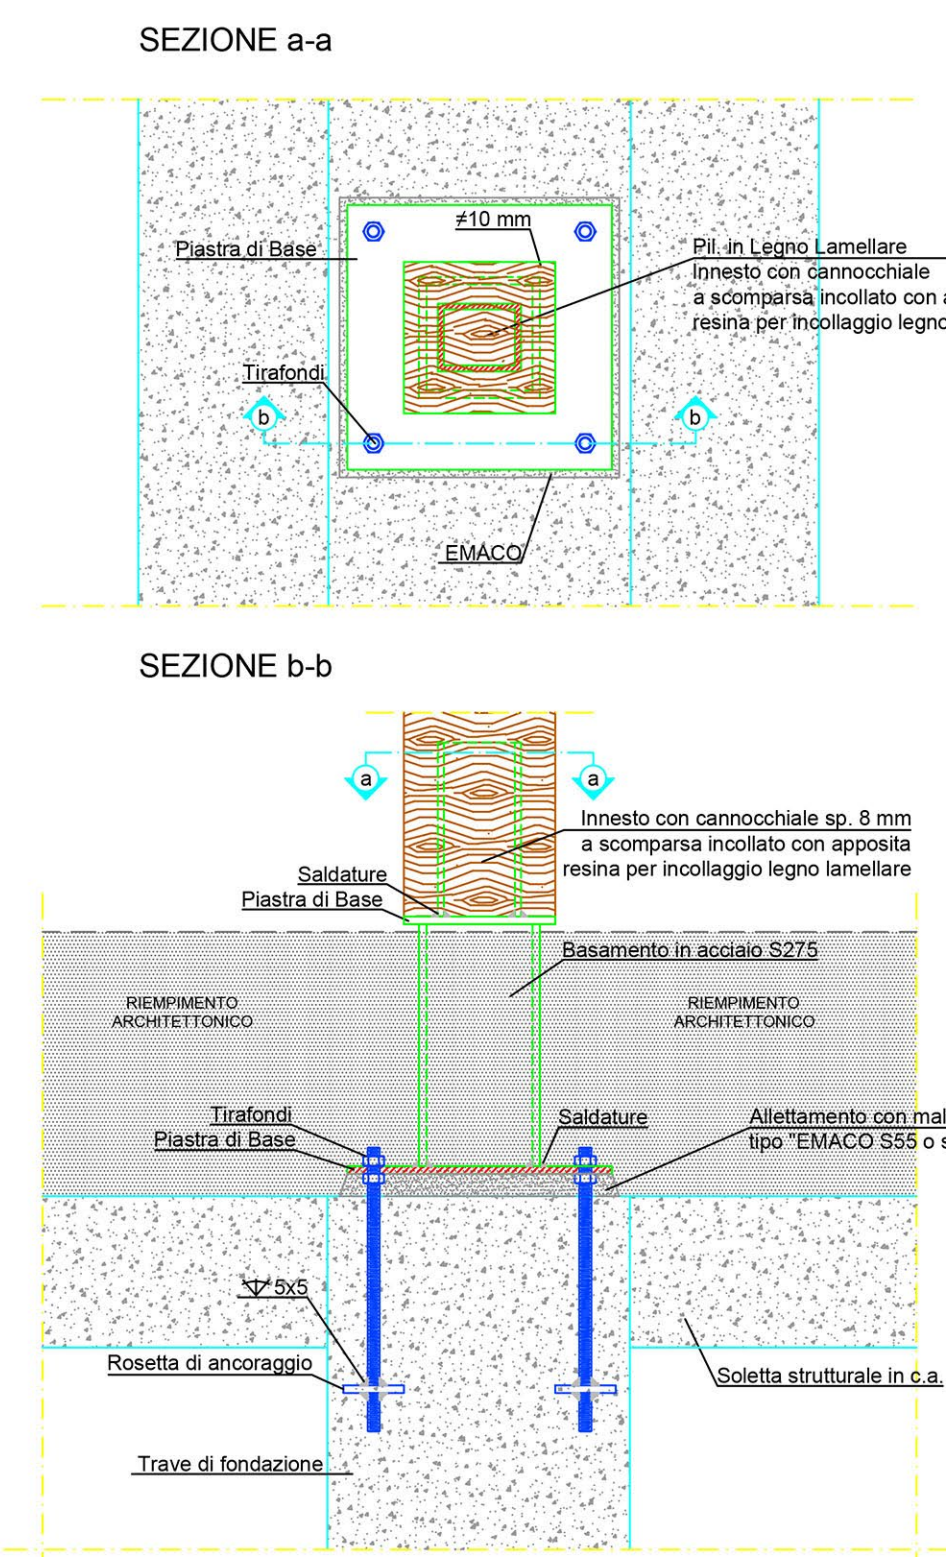 SEZIONE a-a
≠10 mm
Piastra di Base
Pil. in Legno Lamellare
Innesto con cannocchiale
a scomparsa incollato con
resina per incollaggio legno
Tirafondi
b
b
EMACO
SEZIONE b-b
a
a
Innesto con cannocchiale sp. 8 mm
a scomparsa incollato con apposita
resina per incollaggio legno lamellare
Saldature
Piastra di Base
Basamento in acciaio S275
RIEMPIMENTO
ARCHITETTONICO
RIEMPIMENTO
ARCHITETTONICO
Tirafondi
Piastra di Base
Saldature
Allettamento con
tipo "EMACO S55 o
5x5
Rosetta di ancoraggio
Soletta strutturale in c.a.
Trave di fondazione